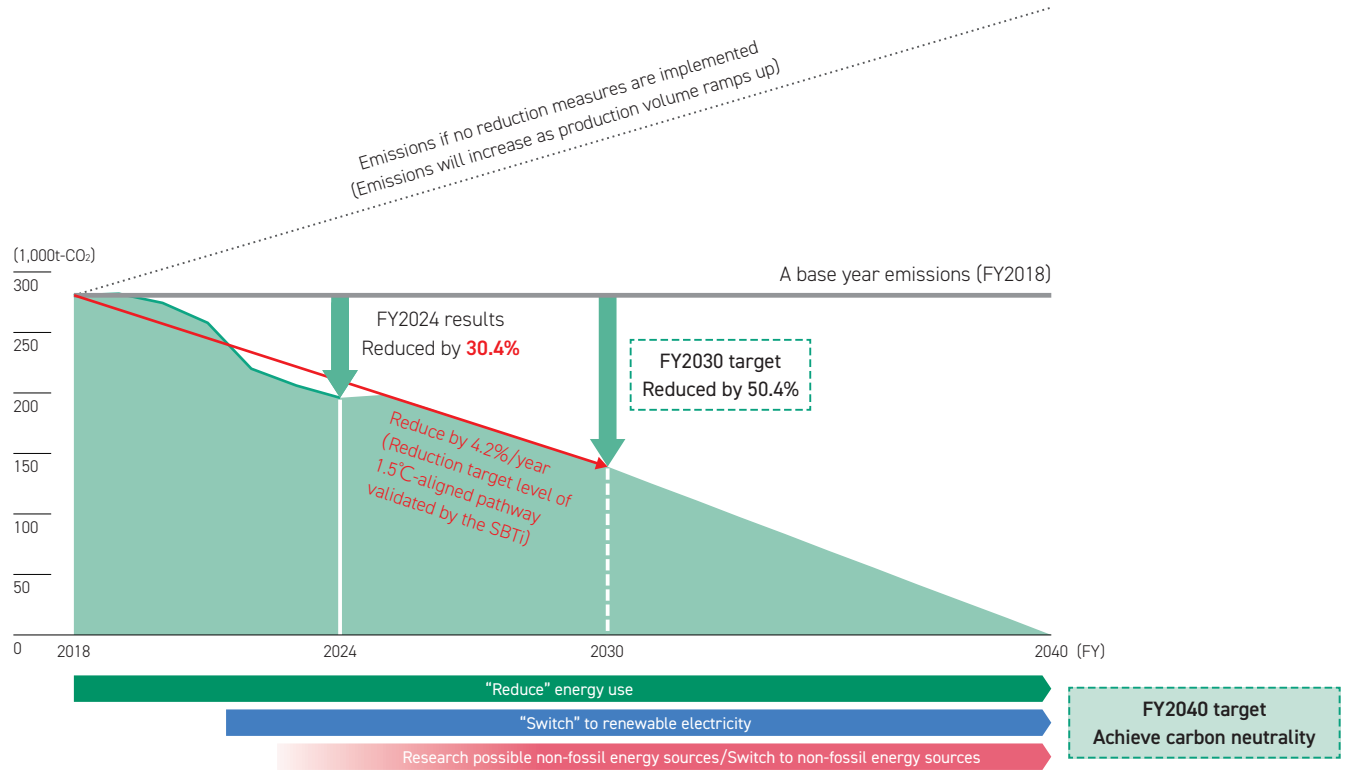 Emissions if no reduction measures are implemented
(Emissions will increase as production volume ramps up)
(1,000t-CO₂)
300
250
200
150
100
50
0
A base year emissions (FY2018)
FY2024 results
Reduced by 30.4%
FY2030 target
Reduced by 50.4%
Reduce by 4.2%/year
(Reduction target level of
1.5℃-aligned pathway
validated by the SBTi)
2018
2024
2030
2040 (FY)
“Reduce” energy use
“Switch” to renewable electricity
Research possible non-fossil energy sources/Switch to non-fossil energy sources
FY2040 target
Achieve carbon neutrality